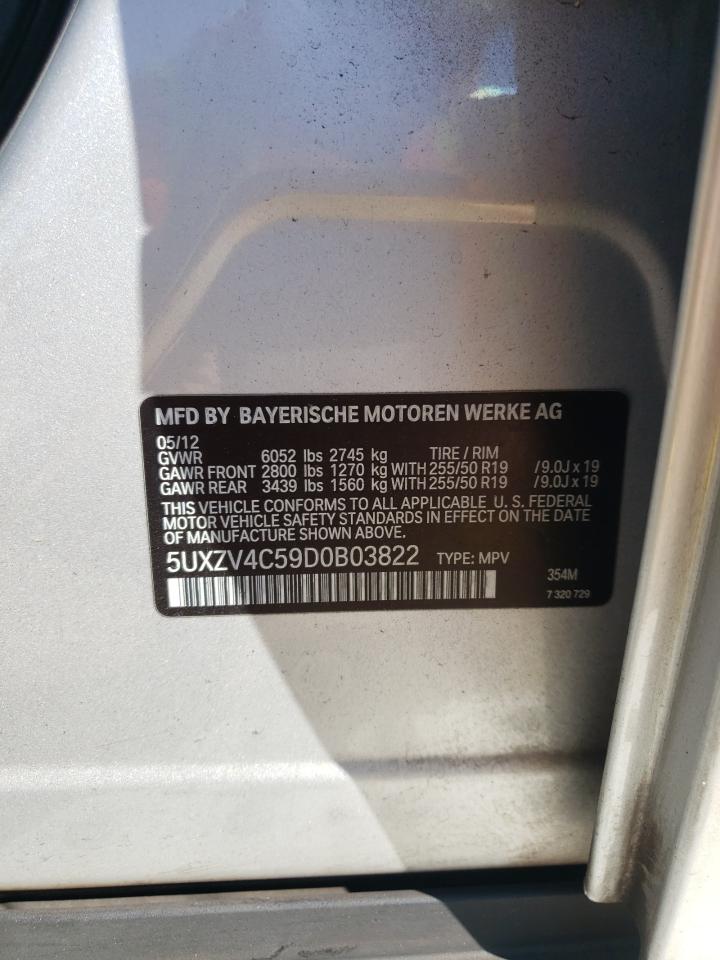 MFD BY BAYERISCHE MOTOREN WERKE AG
05/12
GVWR 6052 lbs 2745 kg TIRE / RIM
GAWR FRONT 2800 lbs 1270 kg WITH 255/50 R19 /9.0J x 19
GAWR REAR 3439 lbs 1560 kg WITH 255/50 R19 /9.0J x 19
THIS VEHICLE CONFORMS TO ALL APPLICABLE U. S. FEDERAL
MOTOR VEHICLE SAFETY STANDARDS IN EFFECT ON THE DATE
OF MANUFACTURE SHOWN ABOVE.
5UXZV4C59D0B03822 TYPE: MPV
354M
7 320 729